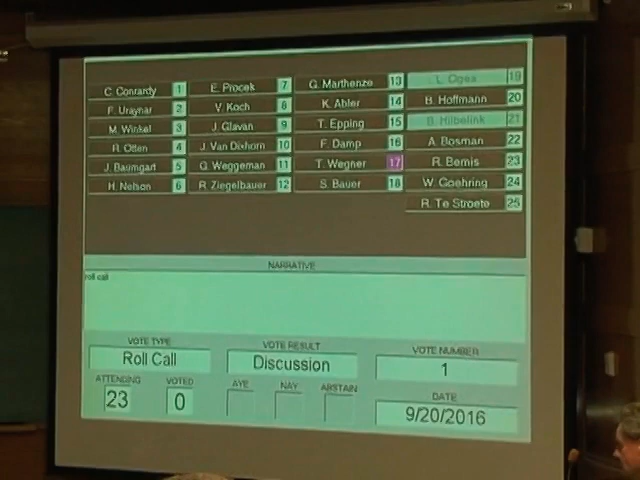 C. Conrardy 1 E. Procek 7 G. Marthenze 13 L. Ogea 19
F. Uraynar 2 V. Koch 8 K. Abler 14 B. Hoffmann 20
M. Winkel 3 J. Glavan 9 T. Epping 15 B. Hilbelink 21
R. Otten 4 J. Van Dixhorn 10 F. Damp 16 A. Bosman 22
J. Baumgart 5 G. Weggeman 11 T. Wegner 17 R. Bemis 23
H. Nelson 6 R. Ziegelbauer 12 S. Bauer 18 W. Goehring 24
R. Te Stroete 25
NARRATIVE
roll call
VOTE TYPE VOTE RESULT VOTE NUMBER
Roll Call Discussion 1
ATTENDING VOTED AYE NAY ABSTAIN DATE
23 0 9/20/2016